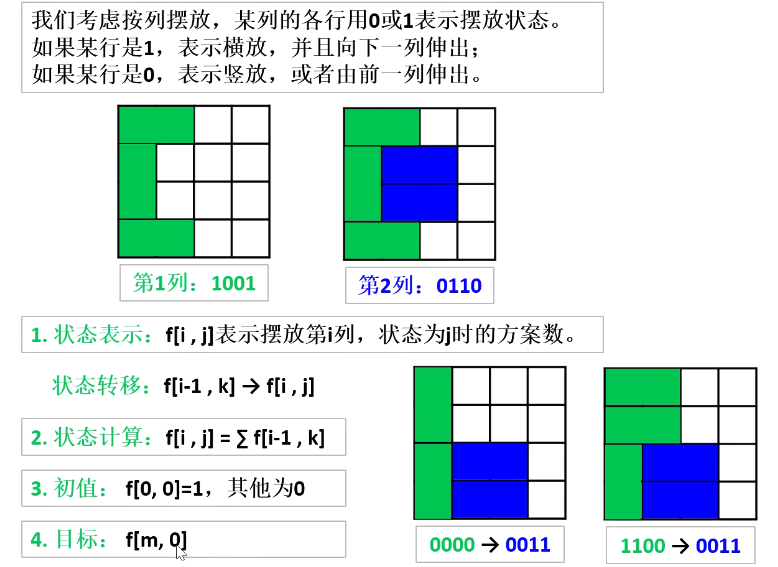 我们考虑按列摆放，某列的各行用0或1表示摆放状态。
如果某行是1，表示横放，并且向下一列伸出；
如果某行是0，表示竖放，或者由前一列伸出。
第1列：1001
第2列：0110
1. 状态表示：f[i , j]表示摆放第i列，状态为j时的方案数。
状态转移：f[i-1 , k] → f[i , j]
2. 状态计算：f[i , j] = ∑ f[i-1 , k]
3. 初值： f[0, 0]=1，其他为0
4. 目标： f[m, 0]
0000 → 0011
1100 → 0011